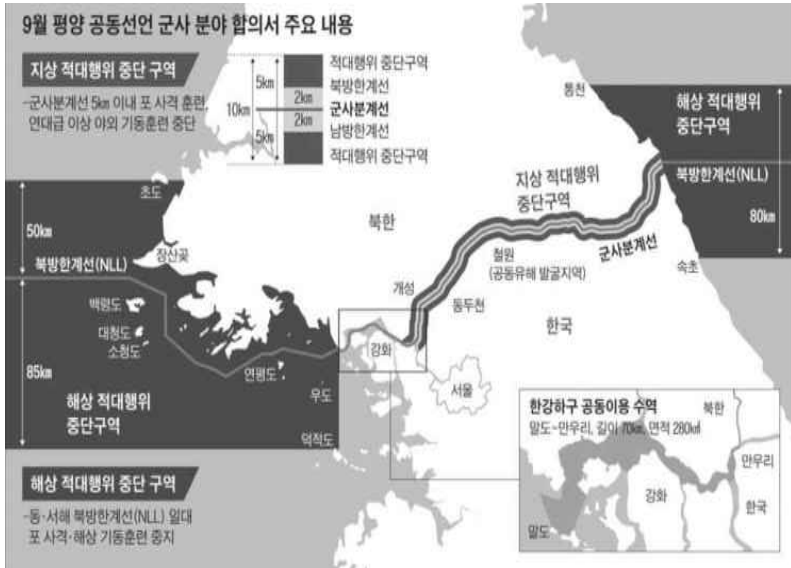 9월 평양 공동선언 군사 분야 합의서 주요 내용
지상 적대행위 중단 구역
-군사분계선 5km 이내 포 사격 훈련,
연대급 이상 야외 기동훈련 중단
10km
5km
5km
2km
2km
적대행위 중단구역
북방한계선
군사분계선
남방한계선
적대행위 중단구역
통천
해상 적대행위
중단구역
북방한계선(NLL)
80km
속초
지상 적대행위
중단구역
초도
50km
북한
장산곶
북방한계선(NLL)
군사분계선
철원
(공동유해 발굴지역)
개성
동두천
한국
백령도
대청도
소청도
강화
연평도
85km
우도
서울
해상 적대행위
중단구역
덕적도
한강하구 공동이용 수역
말도~만우리, 길이 70km, 면적 280㎢
북한
만우리
강화
한국
말도
해상 적대행위 중단 구역
-동·서해 북방한계선(NLL) 일대
포 사격·해상 기동훈련 중지